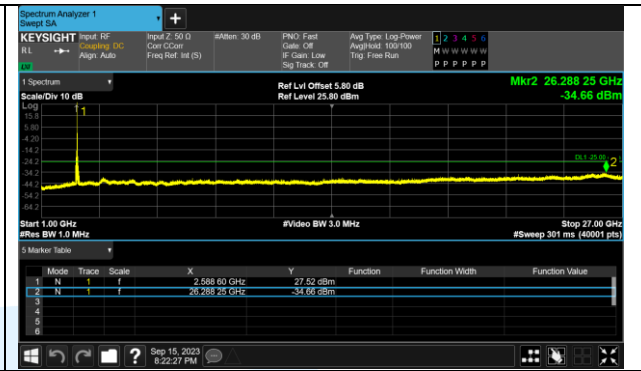 Spectrum Analyzer 1
Swept SA
+
KEYSIGHT Input: RF Input Z: 50 Ω #Atten: 30 dB PNO: Fast Avg Type: Log-Power 1 2 3 4 5 6
RL Coupling: DC Corr CCorr Gate: Off Avg|Hold: 100/100 M W W W W W
Align: Auto Freq Ref: Int (S) IF Gain: Low Trig: Free Run P P P P P P
Sig Track: Off
1 Spectrum Ref Lvl Offset 5.80 dB Mkr2 26.288 25 GHz
Scale/Div 10 dB Ref Level 25.80 dBm -34.66 dBm
Log
15.8
5.80
-4.20
-14.2
-24.2
-34.2
-44.2
-54.2
-64.2
1
DL1 -25.00
2
Start 1.00 GHz #Video BW 3.0 MHz Stop 27.00 GHz
#Res BW 1.0 MHz #Sweep 301 ms (40001 pts)
5 Marker Table
Mode Trace Scale X Y Function Function Width Function Value
1 N 1 f 2.588 60 GHz 27.52 dBm
2 N 1 f 26.288 25 GHz -34.66 dBm
3
4
5
6
? Sep 15, 2023
8:22:27 PM